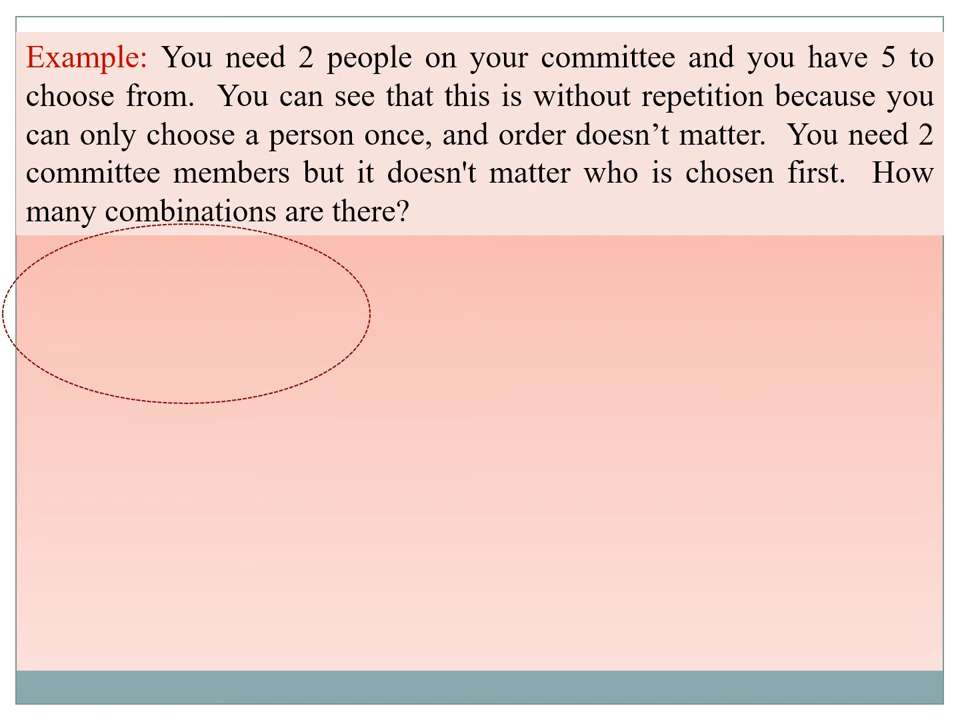 Example: You need 2 people on your committee and you have 5 to
choose from.  You can see that this is without repetition because you
can only choose a person once, and order doesn’t matter.  You need 2
committee members but it doesn't matter who is chosen first.  How
many combinations are there?